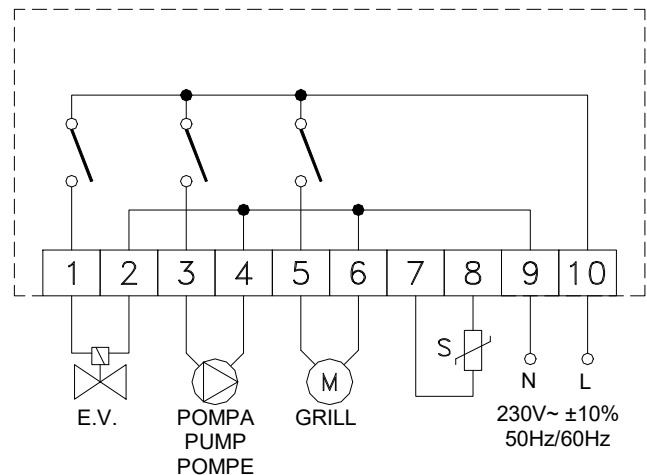 1 2 3 4 5 6 7 8 9 10
S
M
N L
E.V. POMPA GRILL 230V~ ±10%
PUMP 50Hz/60Hz
POMPE